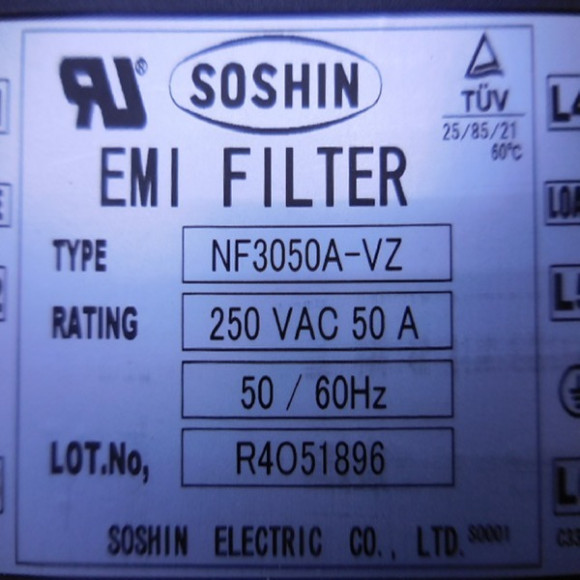 SOSHIN
TÜV
25/85/21
60℃
EMI FILTER
TYPE NF3050A-VZ
RATING 250 VAC 50 A
50 / 60Hz
LOT.No, R4O51896
SOSHIN ELECTRIC CO., LTD. S0001